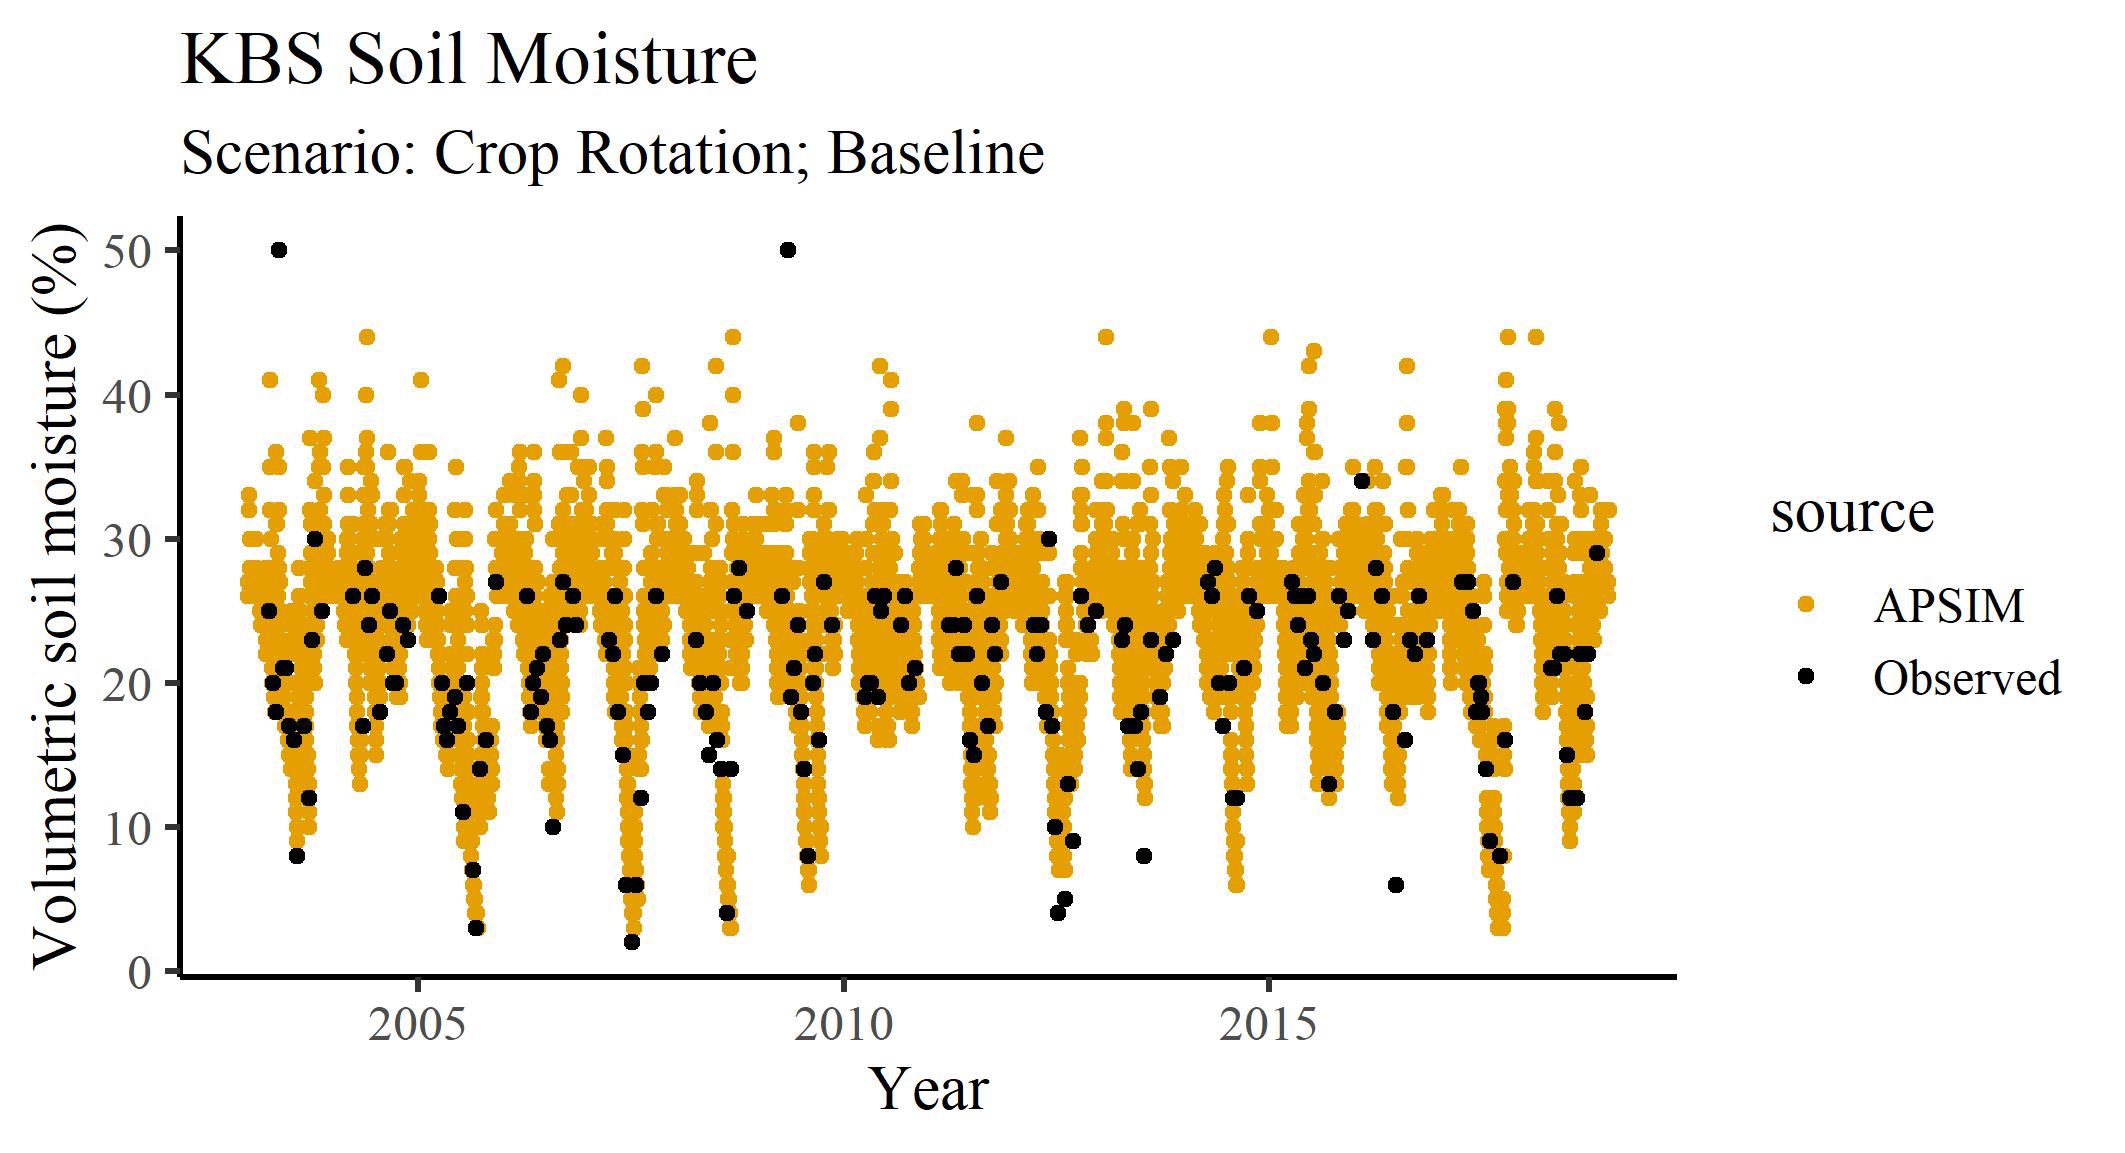 KBS Soil Moisture
Scenario: Crop Rotation; Baseline
Volumetric soil moisture (%)
50
40
30
20
10
0
2005 2010 2015
Year
source
APSIM
Observed